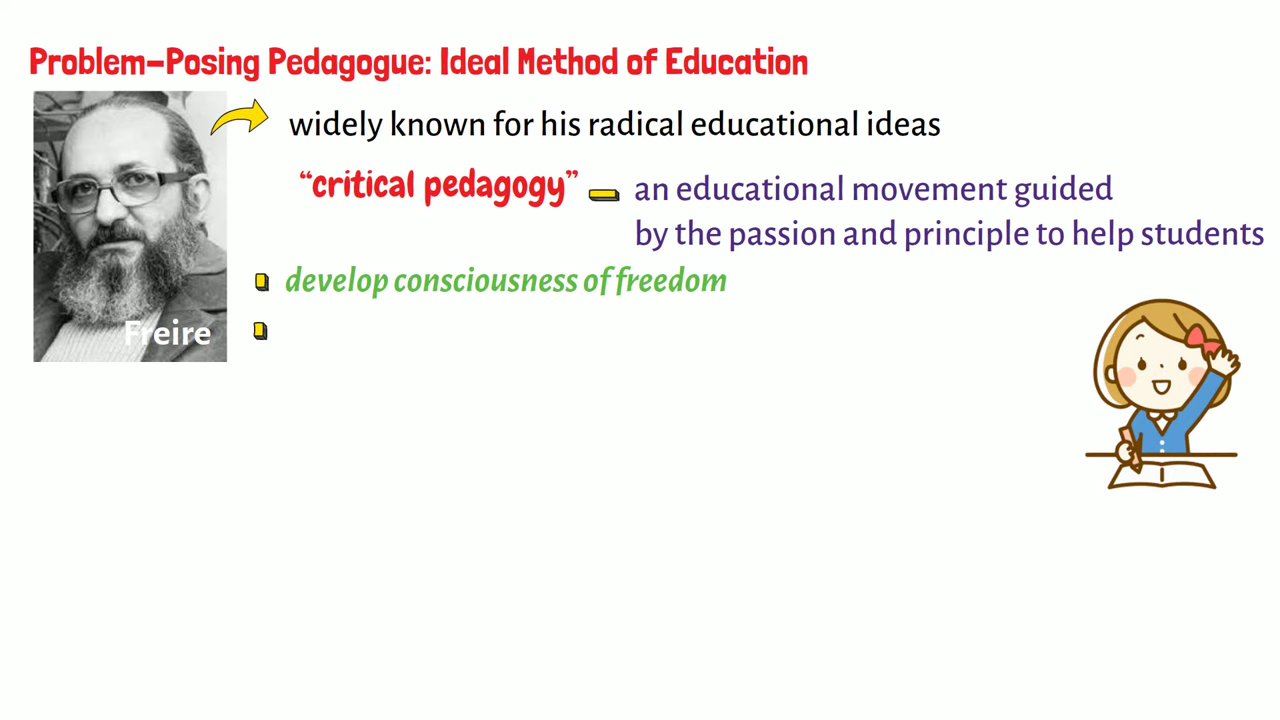 Problem-Posing Pedagogue: Ideal Method of Education
widely known for his radical educational ideas
“critical pedagogy”
an educational movement guided
by the passion and principle to help students
develop consciousness of freedom
Freire